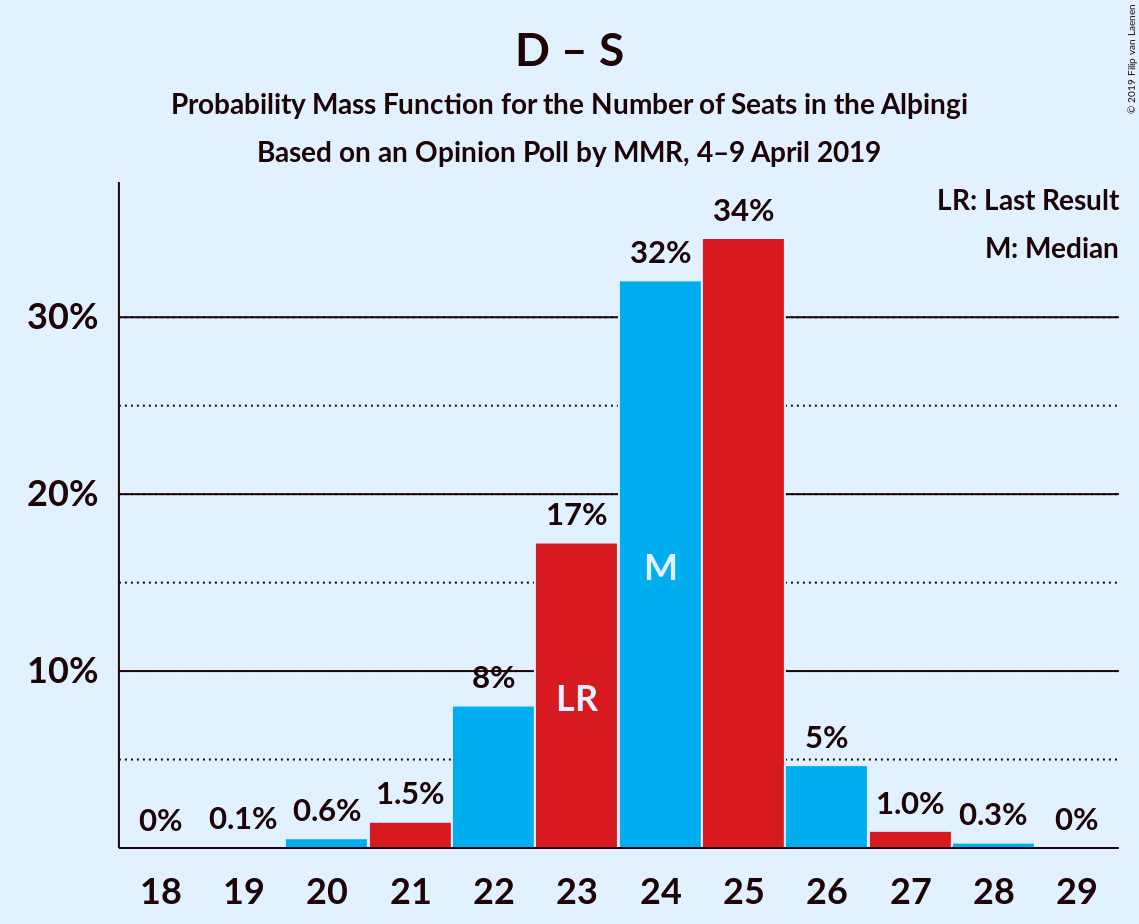 D – S
Probability Mass Function for the Number of Seats in the Alþingi
Based on an Opinion Poll by MMR, 4–9 April 2019
© 2019 Filip van Laenen
LR: Last Result
M: Median
30%
20%
10%
0%
0.1%
0.6%
1.5%
8%
17%
32%
34%
5%
1.0%
0.3%
0%
LR
M
18 19 20 21 22 23 24 25 26 27 28 29